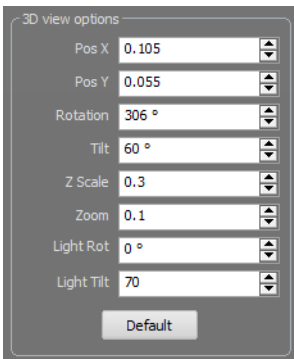 3D view options
Pos X 0.105
Pos Y 0.055
Rotation 306 °
Tilt 60 °
Z Scale 0.3
Zoom 0.1
Light Rot 0 °
Light Tilt 70
Default